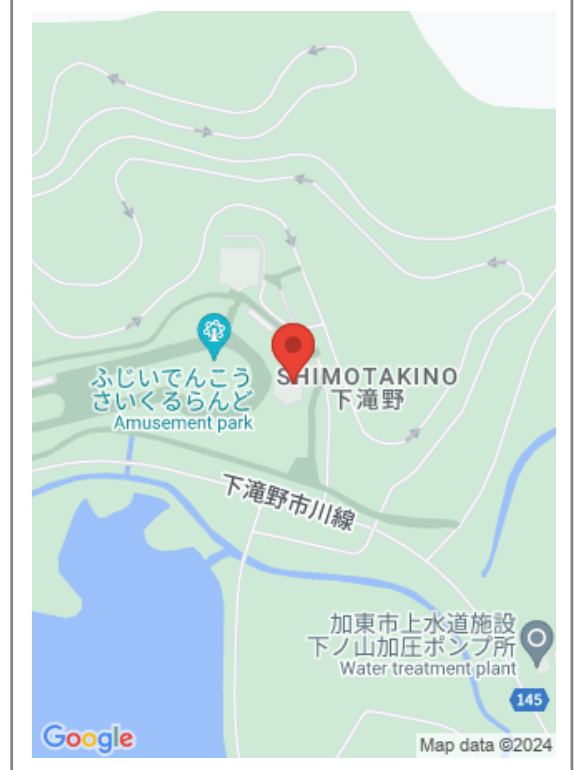 ふじいでんこう
さいくるらんど
Amusement park
SHIMOTAKINO
下滝野
下滝野市川線
加東市上水道施設
下ノ山加圧ポンプ所
Water treatment plant
145
Google
Map data ©2024